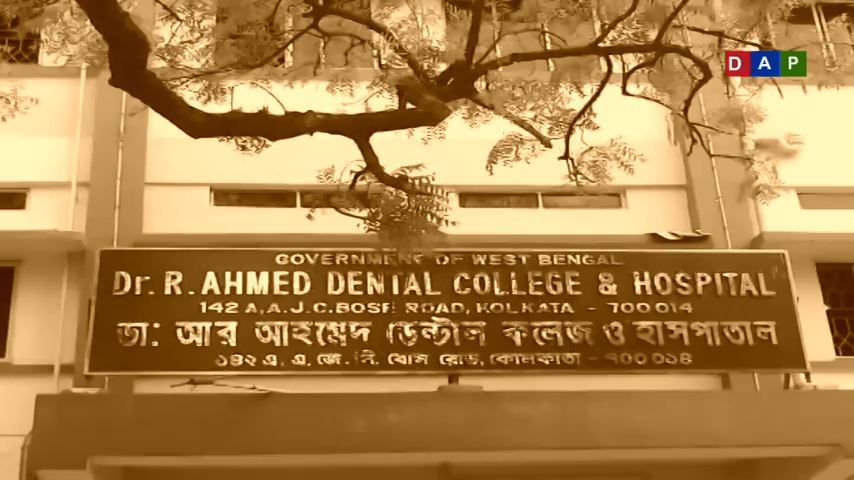 DAP
GOVERNMENT OF WEST BENGAL
Dr. R. AHMED DENTAL COLLEGE & HOSPITAL
142 A, A.J.C.BOSE ROAD, KOLKATA - 700 014
ডাঃ আর আহমেদ ডেন্টাল কলেজ ও হাসপাতাল
১৪২ এ, এ. জে. সি. বোস রোড, কোলকাতা - ৭০০ ০১৪